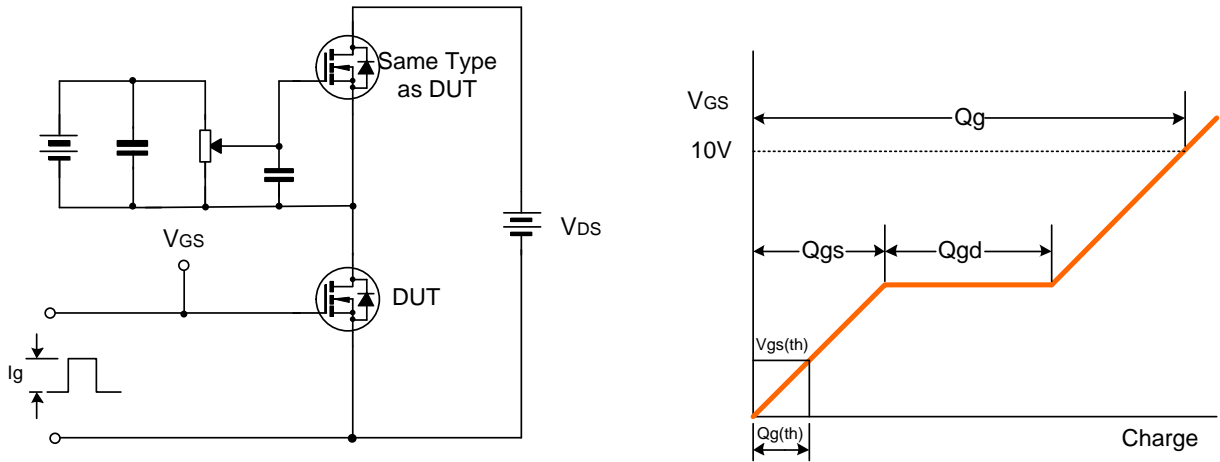 Same Type
as DUT
VGS
VDS
DUT
Ig
VGS
Qg
10V
Qgs
Qgd
Vgs(th)
Qg(th)
Charge